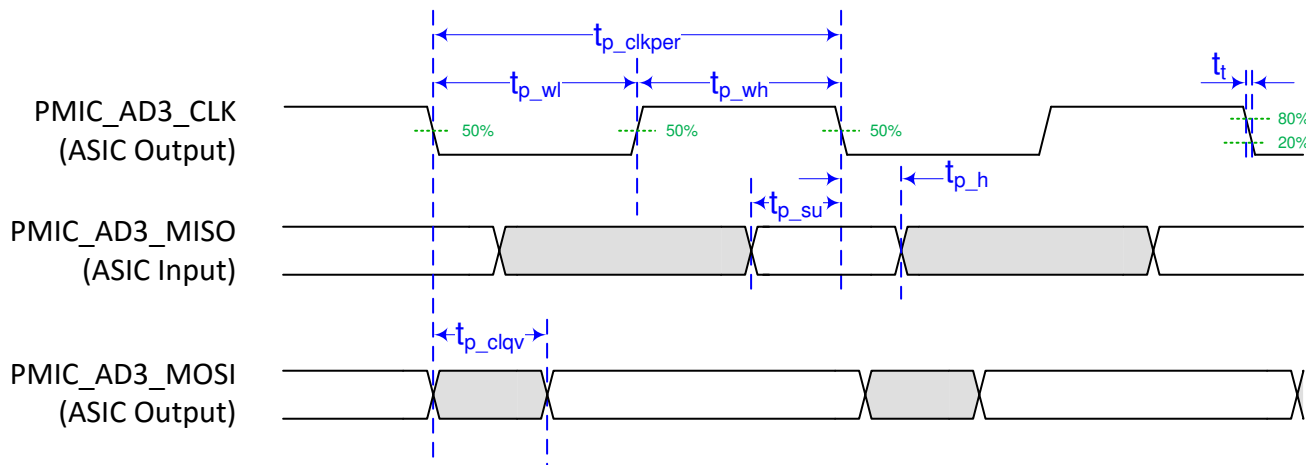 t_p_clkper
t_p_wl t_p_wh t_t
PMIC_AD3_CLK
(ASIC Output)
50% 50% 50% 80%
20%
t_p_su t_p_h
PMIC_AD3_MISO
(ASIC Input)
t_p_clqv
PMIC_AD3_MOSI
(ASIC Output)